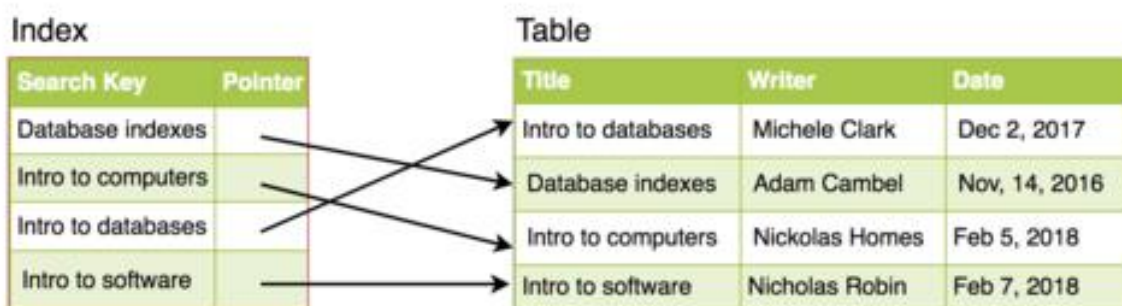 Index
Table
Search Key Pointer
Title Writer Date
Database indexes
Intro to databases Michele Clark Dec 2, 2017
Intro to computers
Database indexes Adam Cambel Nov, 14, 2016
Intro to databases
Intro to computers Nickolas Homes Feb 5, 2018
Intro to software
Intro to software Nicholas Robin Feb 7, 2018